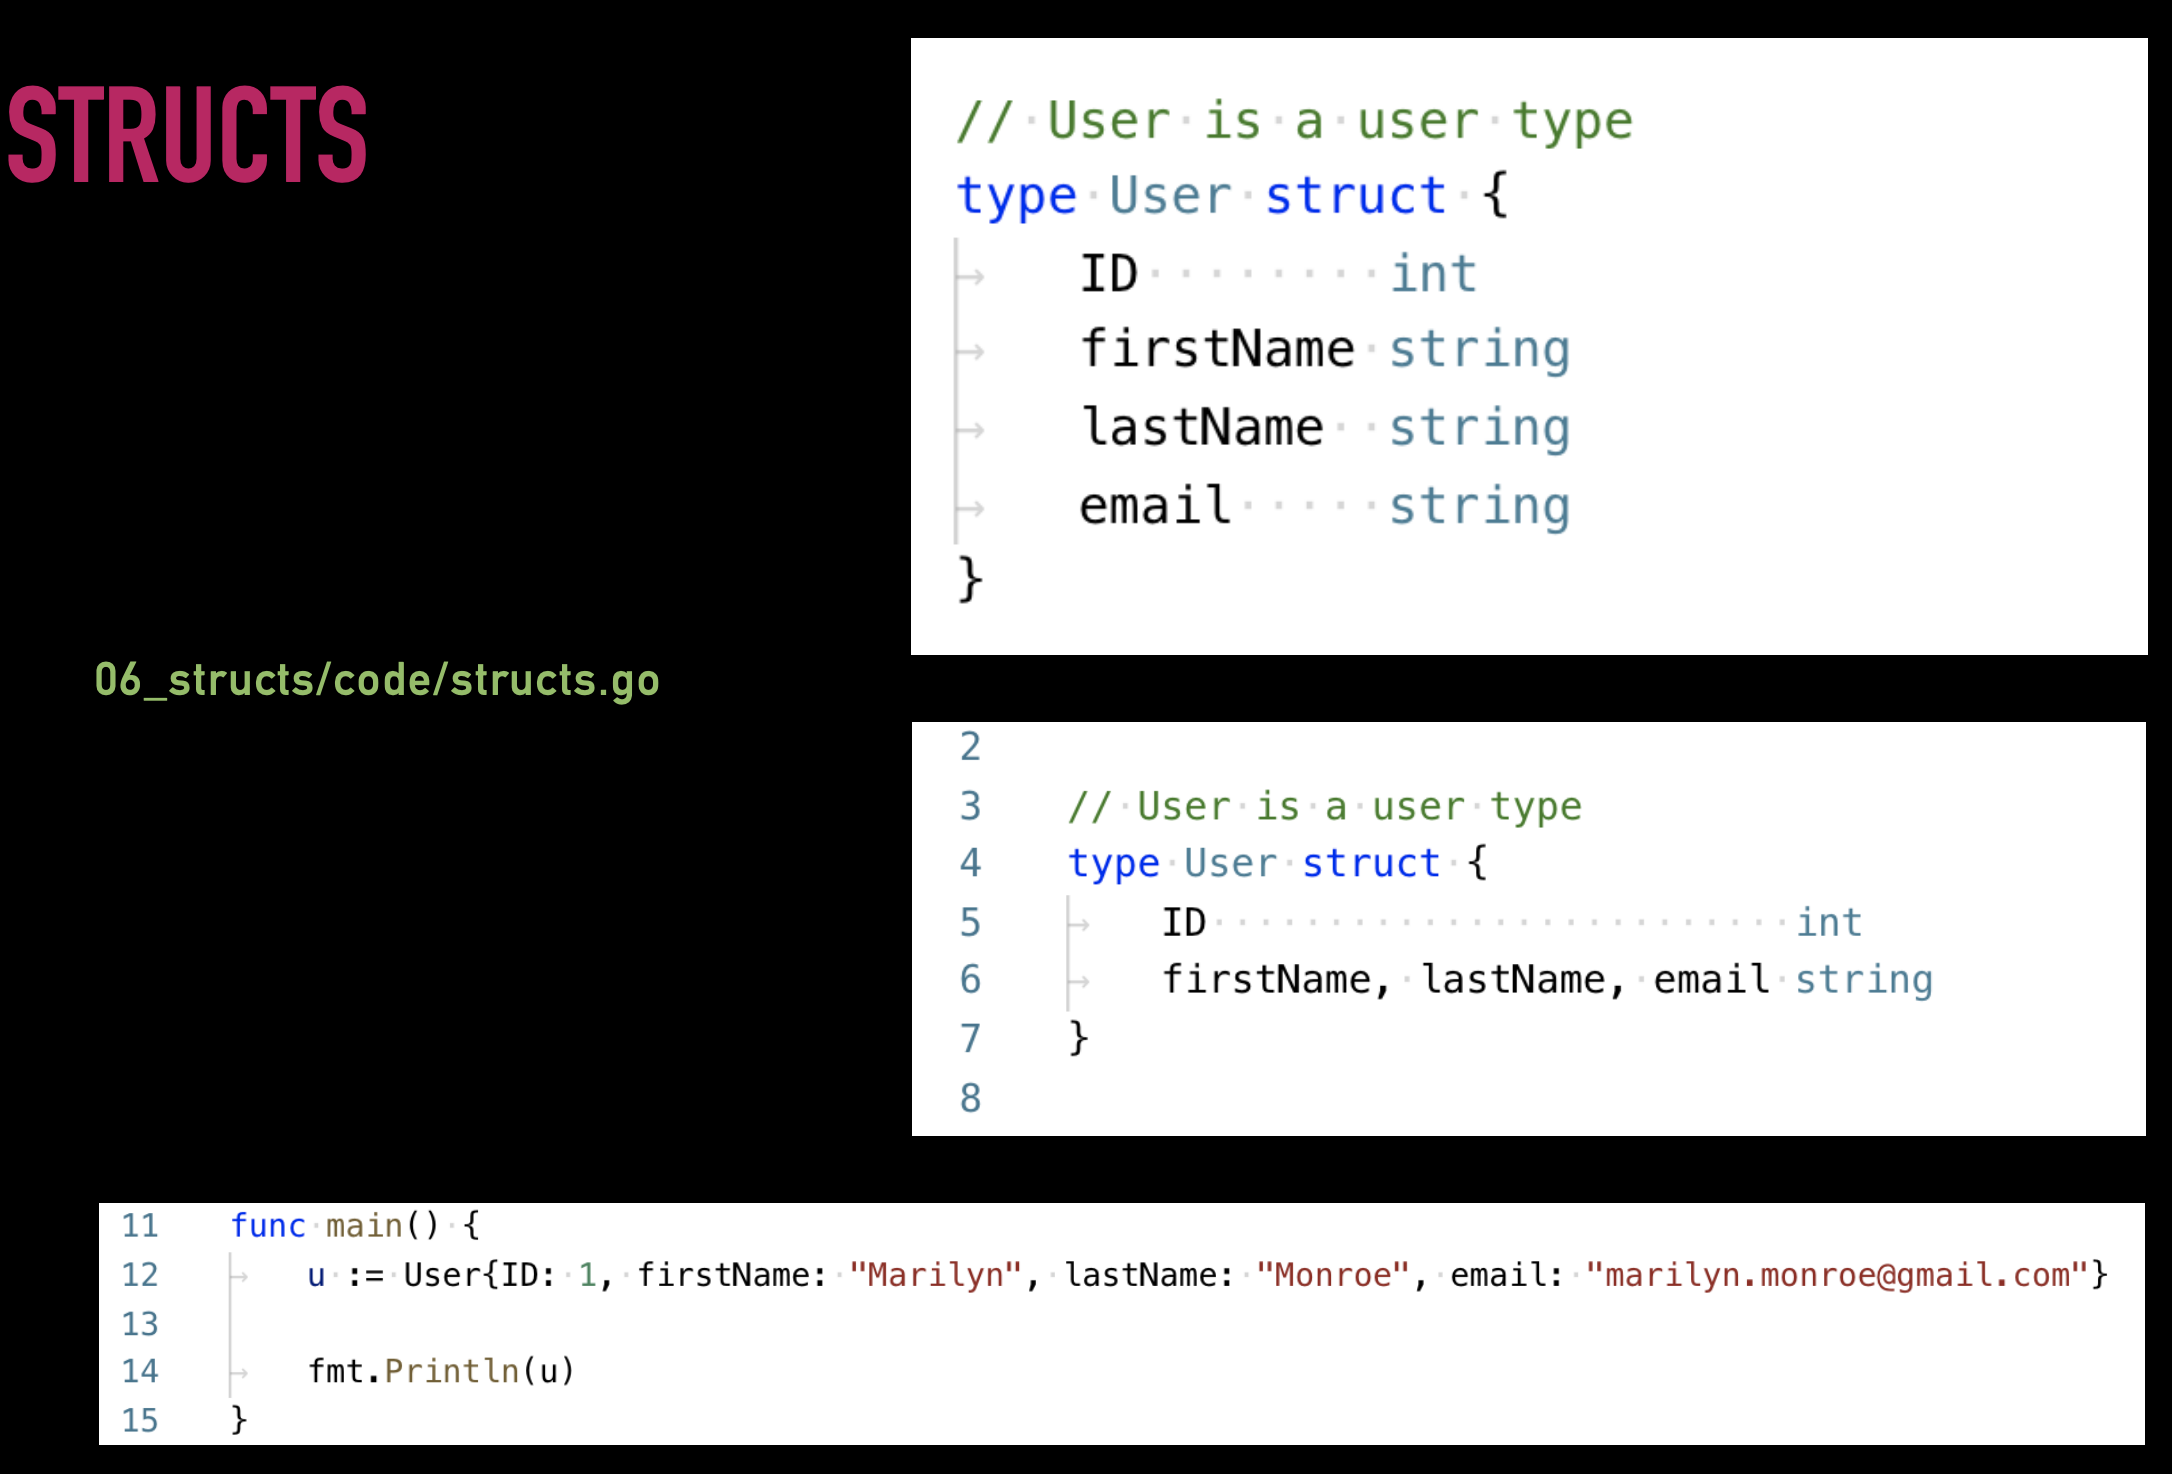 STRUCTS
// User is a user type
type User struct {
ID int
firstName string
lastName string
email string
}
06_structs/code/structs.go
2
3 // User is a user type
4 type User struct {
5 ID int
6 firstName, lastName, email string
7 }
8
11 func main() {
12 u := User{ID: 1, firstName: "Marilyn", lastName: "Monroe", email: "marilyn.monroe@gmail.com"}
13
14 fmt.Println(u)
15 }